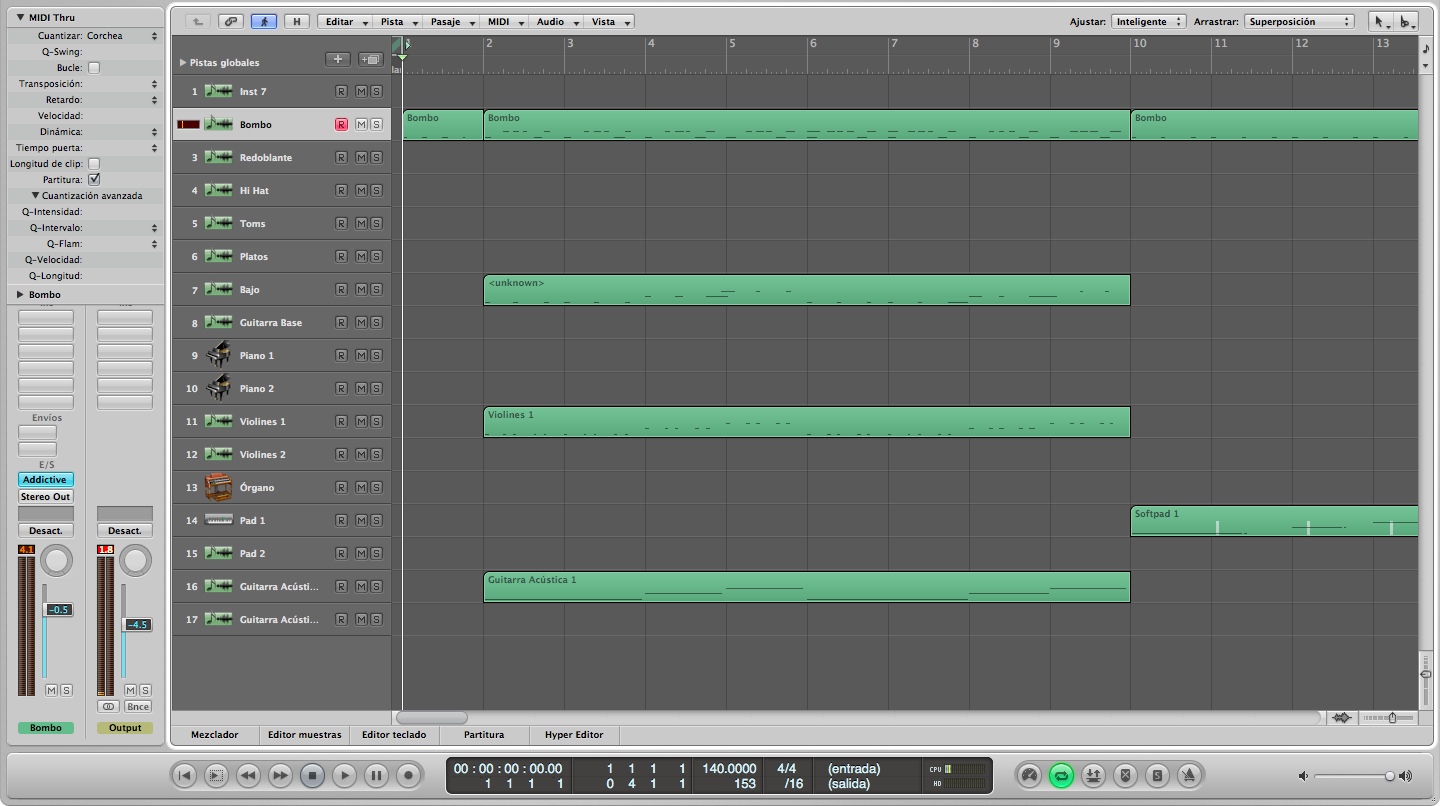 MIDI Thru
Cuantizar: Corchea
Q-Swing:
Bucle:
Transposición:
Retardo:
Velocidad:
Dinámica:
Tiempo puerta:
Longitud de clip:
Partitura:
Cuantización avanzada
Q-Intensidad:
Q-Intervalo:
Q-Flam:
Q-Velocidad:
Q-Longitud:
Bombo
Envíos
E/S
Addictive
Stereo Out
Desact. Desact.
4.1 1.8
-0.5
-4.5
M S M S
Bnce
Bombo Output
H Editar Pista Pasaje MIDI Audio Vista Ajustar: Inteligente Arrastrar: Superposición
Pistas globales
2 3 4 5 6 7 8 9 10 11 12 13
1 Inst 7 R M S
Bombo R M S
3 Redoblante R M S
4 Hi Hat R M S
5 Toms R M S
6 Platos R M S
7 Bajo R M S
8 Guitarra Base R M S
9 Piano 1 R M S
10 Piano 2 R M S
11 Violines 1 R M S
12 Violines 2 R M S
13 Órgano R M S
14 Pad 1 R M S
15 Pad 2 R M S
16 Guitarra Acústi... R M S
17 Guitarra Acústi... R M S
Bombo Bombo Bombo
<unknown>
Violines 1
Softpad 1
Guitarra Acústica 1
Mezclador Editor muestras Editor teclado Partitura Hyper Editor
00:00:00:00.00 1 1 1 1 140.0000 4/4 (entrada) CPU
1 1 1 1 0 4 1 1 153 /16 (salida) HD
S